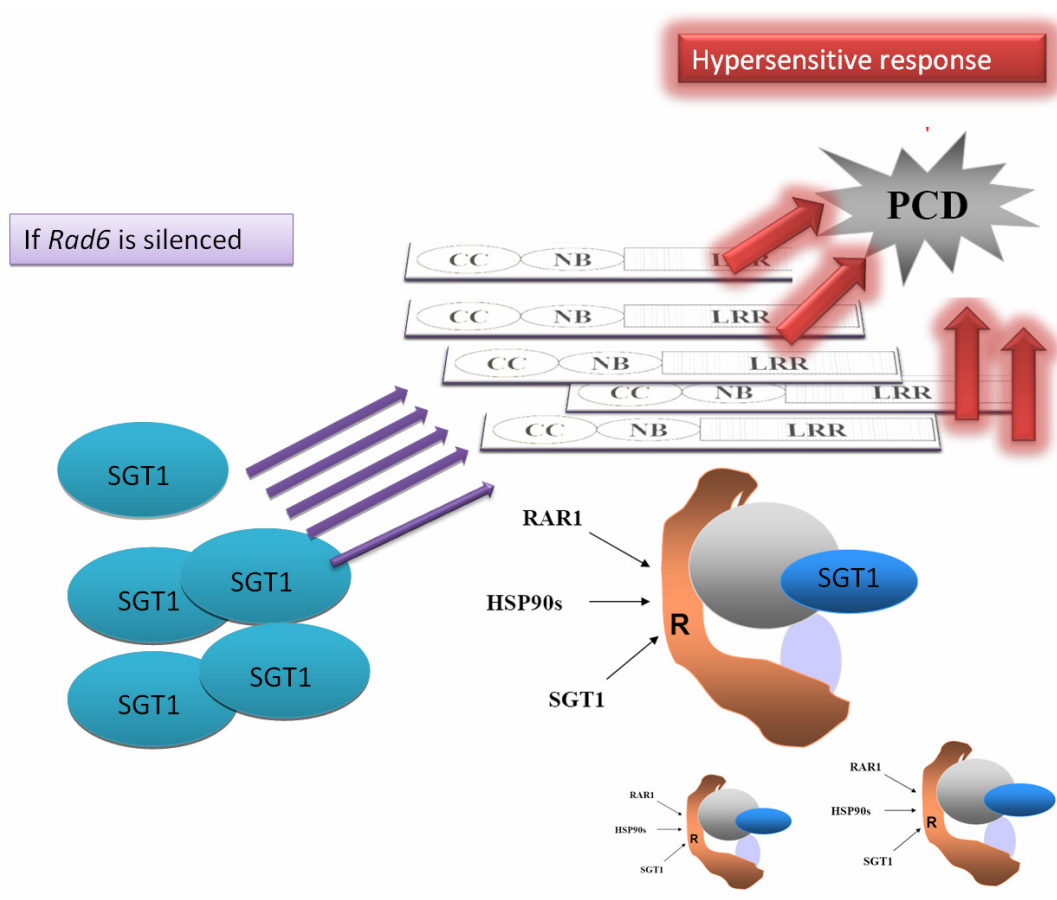 Hypersensitive response
PCD
If Rad6 is silenced
CC NB LRR
CC NB LRR
CC NB LRR
CC NB LRR
CC NB LRR
SGT1
SGT1
SGT1
SGT1
SGT1
RAR1
HSP90s
SGT1
R
SGT1
RAR1
HSP90s
SGT1
R
RAR1
HSP90s
SGT1
R